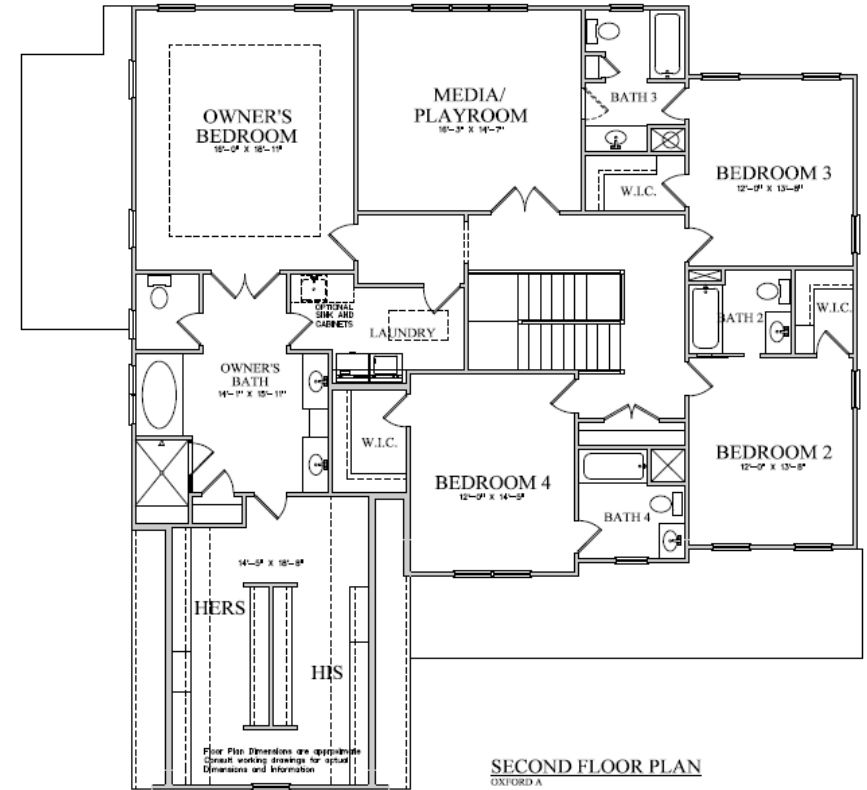 OWNER'S
BEDROOM
16'-0" X 18'-11"
MEDIA/
PLAYROOM
16'-3" X 14'-7"
BATH 3
W.I.C.
BEDROOM 3
12'-0" X 13'-8"
OPTIONAL
SINK AND
CABINETS
LAUNDRY
BATH 2
W.I.C.
OWNER'S
BATH
14'-1" X 15'-11"
W.I.C.
BEDROOM 4
12'-0" X 14'-5"
BEDROOM 2
12'-0" X 13'-8"
BATH 4
14'-5" X 18'-8"
HERS
HIS
Floor Plan Dimensions are approximate
Consult working drawings for actual
Dimensions and Information
SECOND FLOOR PLAN
OXFORD A